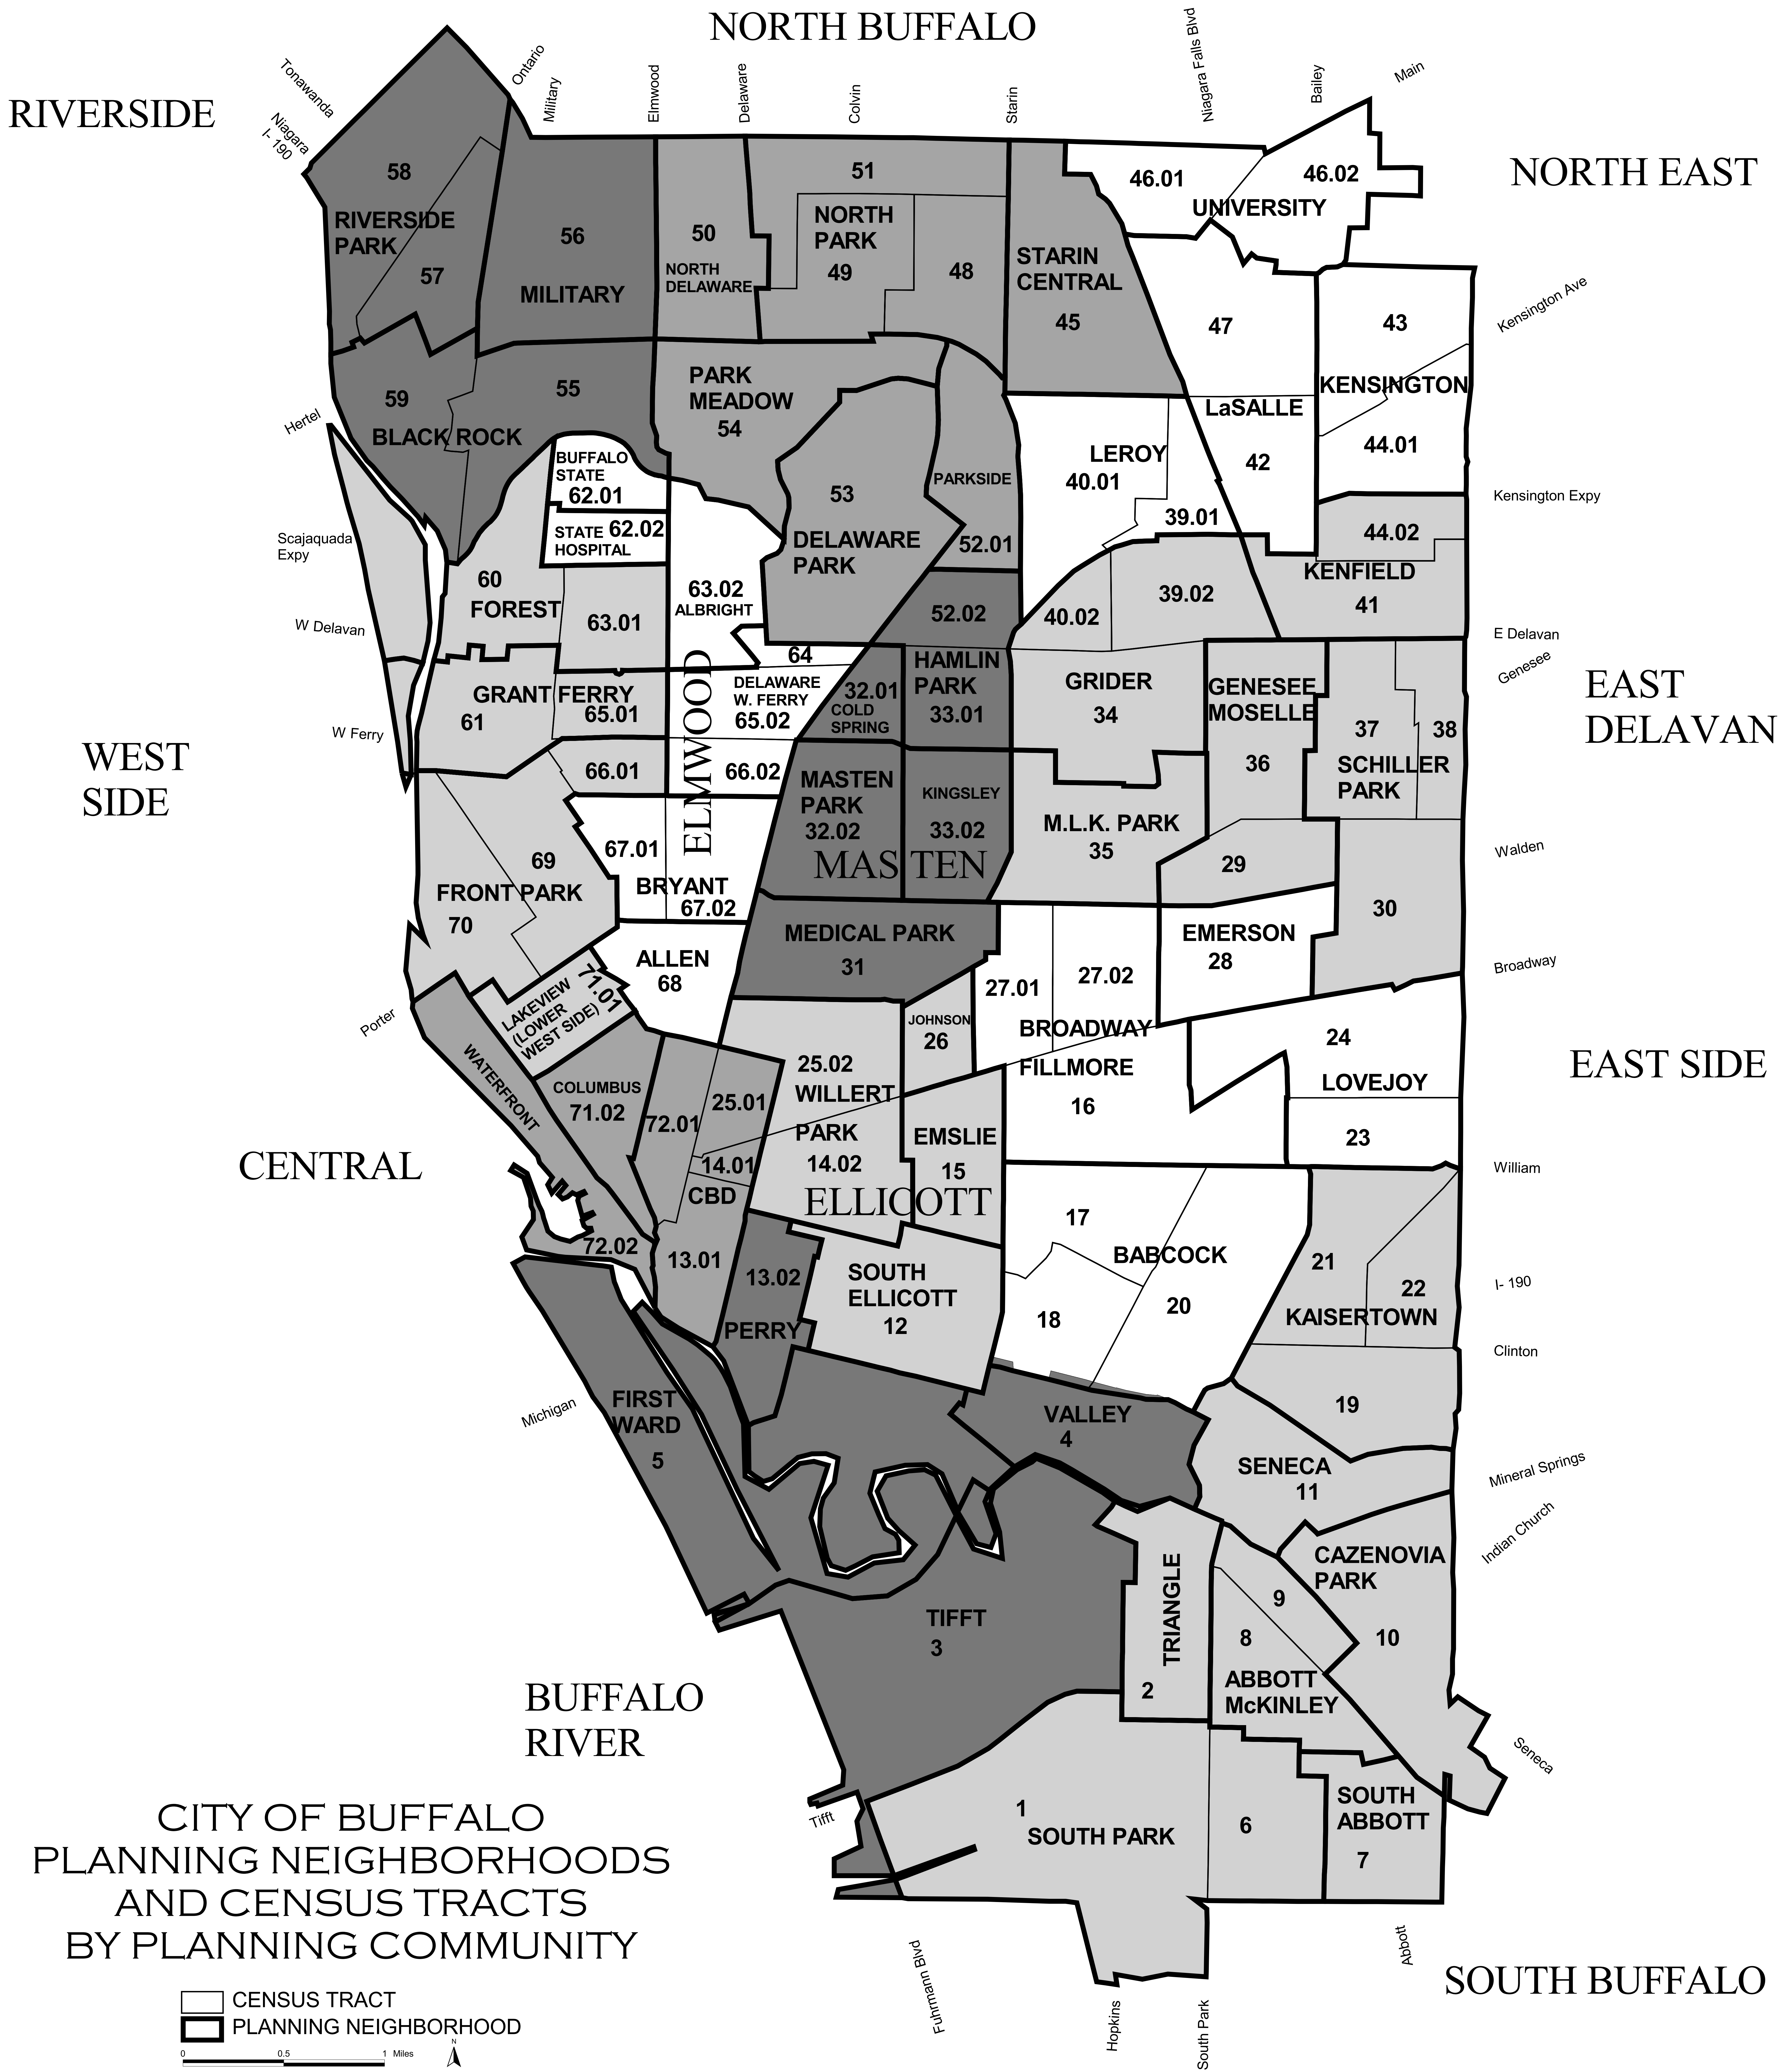 NORTH BUFFALO
Tonawanda
Niagara
I- 190
Ontario
Military
Elmwood
Delaware
Colvin
Starin
Niagara Falls Blvd
Bailey
Main
RIVERSIDE
NORTH EAST
58
RIVERSIDE
PARK
57
56
MILITARY
50
NORTH
DELAWARE
51
NORTH
PARK
49
48
STARIN
CENTRAL
45
46.01
46.02
UNIVERSITY
47
43
KENSINGTON
44.01
Kensington Ave
LaSALLE
42
59
55
BLACK ROCK
PARK
MEADOW
54
LEROY
40.01
39.01
Hertel
BUFFALO
STATE
62.01
STATE 62.02
HOSPITAL
53
DELAWARE
PARK
PARKSIDE
52.01
44.02
Kensington Expy
KENFIELD
41
Scajaquada
Expy
60
FOREST
63.01
63.02
ALBRIGHT
52.02
40.02
39.02
W Delavan
E Delavan
Genesee
EAST
DELAVAN
64
GRANT FERRY
61
65.01
DELAWARE
W. FERRY
65.02
32.01
COLD
SPRING
HAMLIN
PARK
33.01
GRIDER
34
GENESEE
MOSELLE
36
37
38
SCHILLER
PARK
W Ferry
WEST
SIDE
66.01
66.02
ELMWOOD
MASTEN
PARK
32.02
KINGSLEY
33.02
MASTEN
M.L.K. PARK
35
29
30
Walden
69
FRONT PARK
70
67.01
BRYANT
67.02
ALLEN
68
MEDICAL PARK
31
27.01
27.02
EMERSON
28
Broadway
Porter
LAKEVIEW
(LOWER
WEST SIDE)
71.01
WATERFRONT
COLUMBUS
71.02
72.01
25.01
25.02
WILLERT
PARK
14.02
JOHNSON
26
BROADWAY
FILLMORE
16
24
LOVEJOY
23
EAST SIDE
CENTRAL
14.01
CBD
EMSLIE
15
ELLICOTT
William
72.02
13.01
13.02
PERRY
SOUTH
ELLICOTT
12
17
BABCOCK
18
20
21
22
KAISERTOWN
I- 190
Clinton
19
Michigan
FIRST
WARD
5
VALLEY
4
SENECA
11
Mineral Springs
Indian Church
CAZENOVIA
PARK
10
TRIANGLE
2
9
8
ABBOTT
McKINLEY
TIFFT
3
BUFFALO
RIVER
Seneca
Tifft
1
SOUTH PARK
6
SOUTH
ABBOTT
7
Fuhrmann Blvd
Hopkins
South Park
Abbott
SOUTH BUFFALO
CITY OF BUFFALO
PLANNING NEIGHBORHOODS
AND CENSUS TRACTS
BY PLANNING COMMUNITY
CENSUS TRACT
PLANNING NEIGHBORHOOD
N
0 0.5 1 Miles